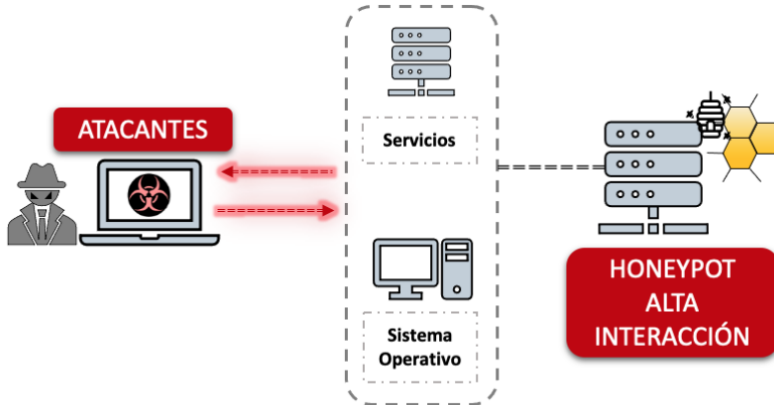 ATACANTES
Servicios
Sistema
Operativo
HONEYPOT
ALTA
INTERACCIÓN